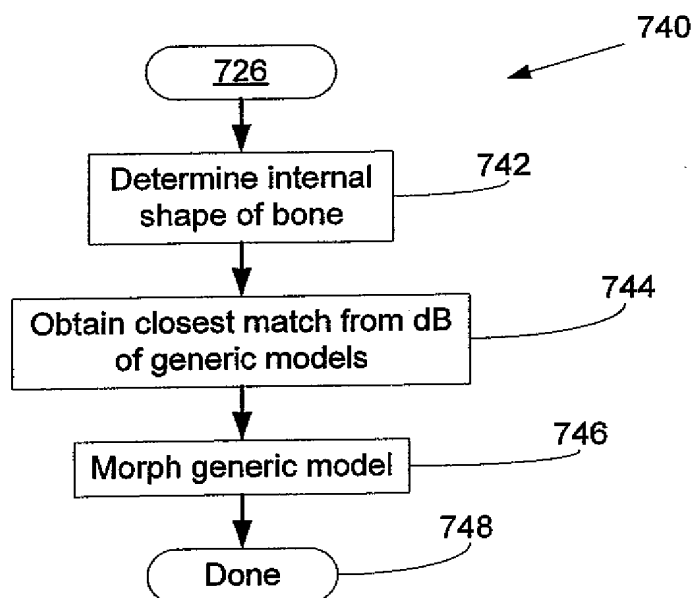 740
726
Determine internal
shape of bone
742
Obtain closest match from dB
of generic models
744
Morph generic model
746
Done
748